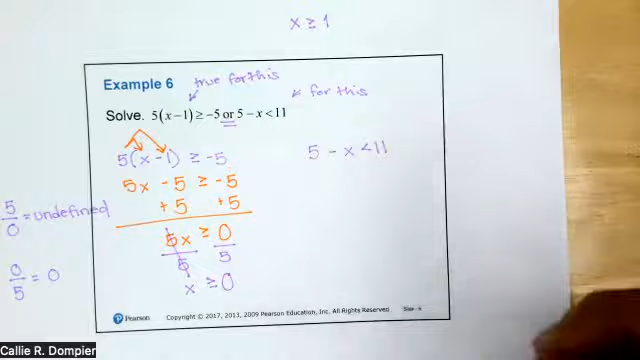 x ≥ 1
Example 6
true for this
for this
Solve. 5(x−1) ≥ −5 or 5 − x < 11
5(x − 1) ≥ −5
5 − x < 11
5x − 5 ≥ −5
+ 5 + 5
5x ≥ 0
5 5
x ≥ 0
5/0 = undefined
0/5 = 0
Pearson
Copyright © 2017, 2013, 2009 Pearson Education, Inc. All Rights Reserved
Callie R. Dompier